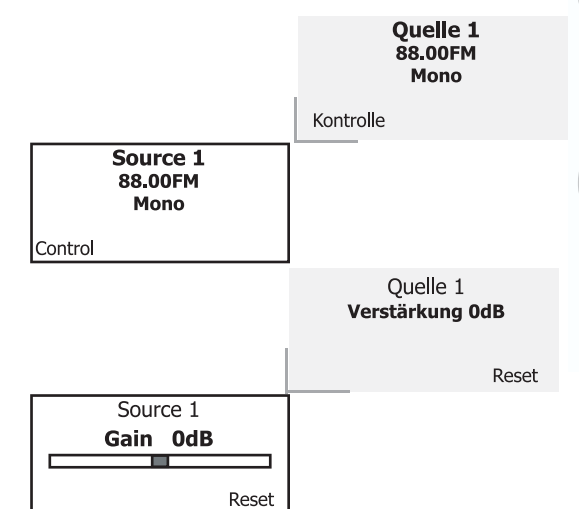 Quelle 1
88.00FM
Mono
Kontrolle
Source 1
88.00FM
Mono
Control
Quelle 1
Verstärkung 0dB
Reset
Source 1
Gain 0dB
Reset